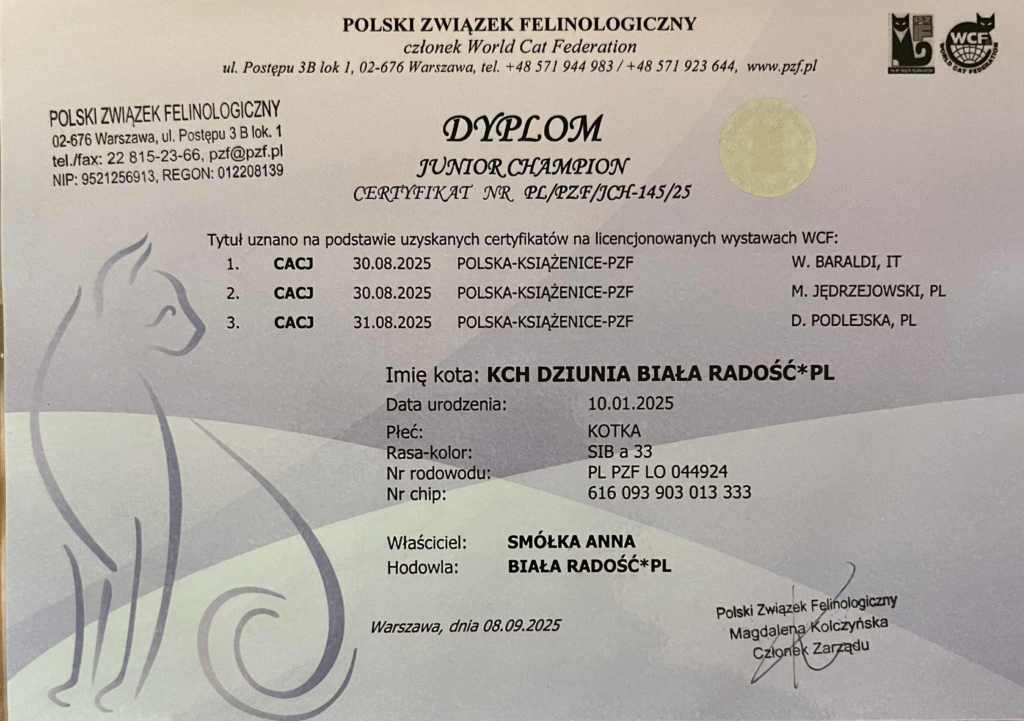 POLSKI ZWIĄZEK FELINOLOGICZNY
członek World Cat Federation
ul. Postępu 3B lok 1, 02-676 Warszawa, tel. +48 571 944 983 / +48 571 923 644, www.pzf.pl
PZF
WCF
WORLD CAT FEDERATION
POLSKI ZWIĄZEK FELINOLOGICZNY
02-676 Warszawa, ul. Postępu 3 B lok. 1
tel./fax: 22 815-23-66, pzf@pzf.pl
NIP: 9521256913, REGON: 012208139
DYPLOM
JUNIOR CHAMPION
CERTYFIKAT NR PL/PZF/JCH-145/25
Tytuł uznano na podstawie uzyskanych certyfikatów na licencjonowanych wystawach WCF:
1. CACJ 30.08.2025 POLSKA-KSIĄŻENICE-PZF W. BARALDI, IT
2. CACJ 30.08.2025 POLSKA-KSIĄŻENICE-PZF M. JĘDRZEJOWSKI, PL
3. CACJ 31.08.2025 POLSKA-KSIĄŻENICE-PZF D. PODLEJSKA, PL
Imię kota: KCH DZIUNIA BIAŁA RADOŚĆ*PL
Data urodzenia: 10.01.2025
Płeć: KOTKA
Rasa-kolor: SIB a 33
Nr rodowodu: PL PZF LO 044924
Nr chip: 616 093 903 013 333
Właściciel: SMÓŁKA ANNA
Hodowla: BIAŁA RADOŚĆ*PL
Warszawa, dnia 08.09.2025
Polski Związek Felinologiczny
Magdalena Kolczyńska
Członek Zarządu